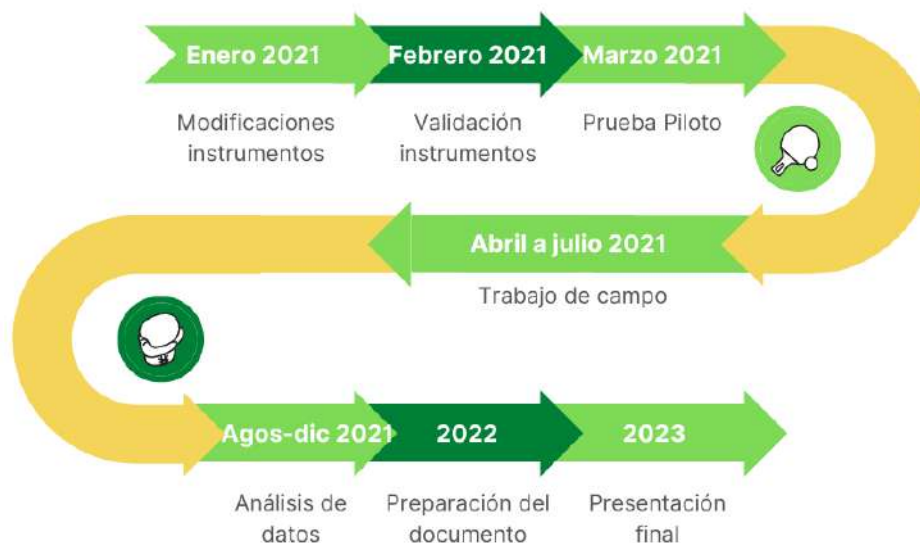 Enero 2021
Febrero 2021
Marzo 2021
Modificaciones
instrumentos
Validación
instrumentos
Prueba Piloto
Abril a julio 2021
Trabajo de campo
Agos-dic 2021
2022
2023
Análisis de
datos
Preparación del
documento
Presentación
final